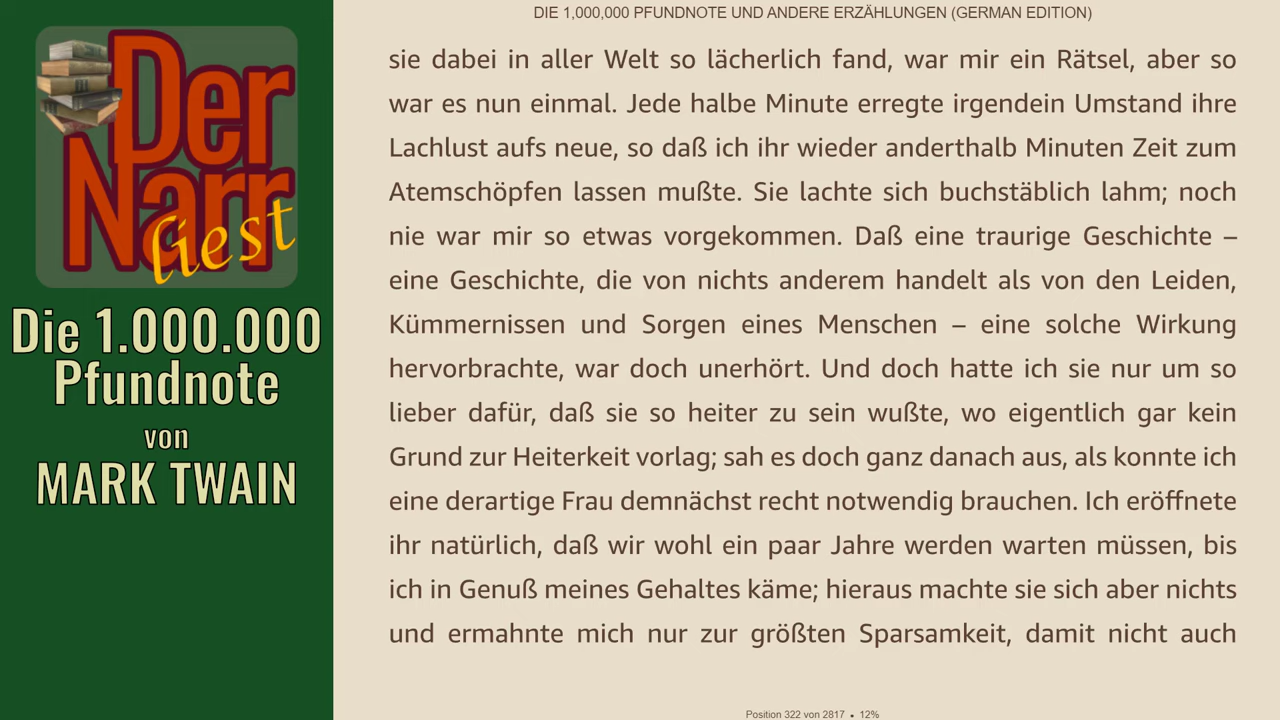 Der
Narr
liest
Die 1.000.000
Pfundnote
von
MARK TWAIN
DIE 1,000,000 PFUNDNOTE UND ANDERE ERZÄHLUNGEN (GERMAN EDITION)
sie dabei in aller Welt so lächerlich fand, war mir ein Rätsel, aber so
war es nun einmal. Jede halbe Minute erregte irgendein Umstand ihre
Lachlust aufs neue, so daß ich ihr wieder anderthalb Minuten Zeit zum
Atemschöpfen lassen mußte. Sie lachte sich buchstäblich lahm; noch
nie war mir so etwas vorgekommen. Daß eine traurige Geschichte –
eine Geschichte, die von nichts anderem handelt als von den Leiden,
Kümmernissen und Sorgen eines Menschen – eine solche Wirkung
hervorbrachte, war doch unerhört. Und doch hatte ich sie nur um so
lieber dafür, daß sie so heiter zu sein wußte, wo eigentlich gar kein
Grund zur Heiterkeit vorlag; sah es doch ganz danach aus, als konnte ich
eine derartige Frau demnächst recht notwendig brauchen. Ich eröffnete
ihr natürlich, daß wir wohl ein paar Jahre werden warten müssen, bis
ich in Genuß meines Gehaltes käme; hieraus machte sie sich aber nichts
und ermahnte mich nur zur größten Sparsamkeit, damit nicht auch
Position 322 von 2817 • 12%